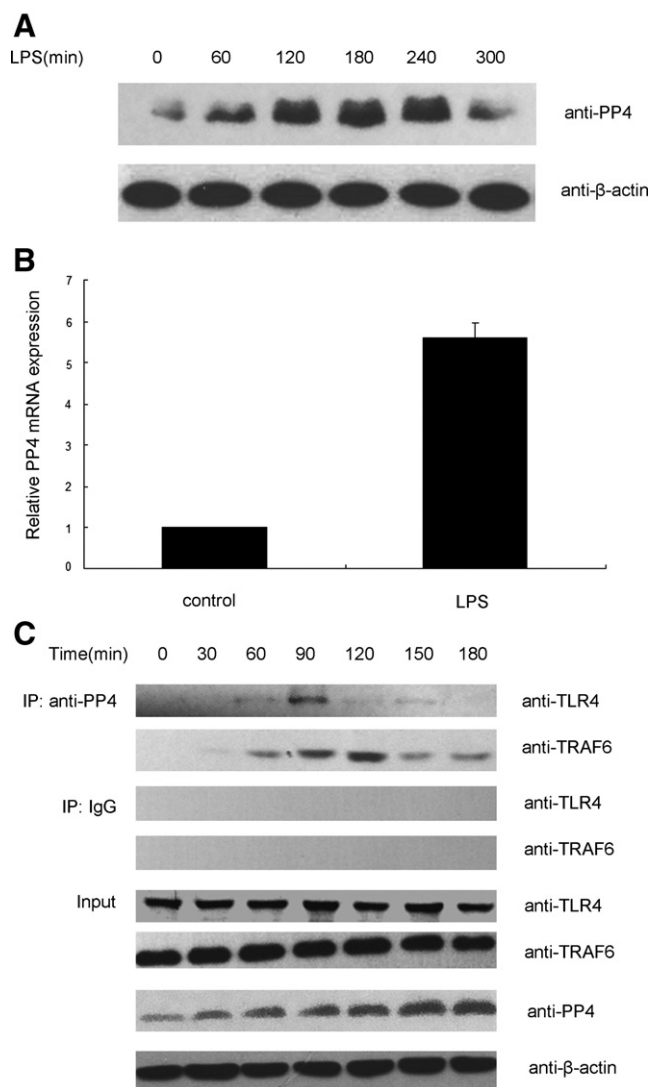 A
LPS(min) 0 60 120 180 240 300
anti-PP4
anti-β-actin
B
Relative PP4 mRNA expression
7
6
5
4
3
2
1
0
control LPS
C
Time(min) 0 30 60 90 120 150 180
IP: anti-PP4 anti-TLR4
anti-TRAF6
IP: IgG anti-TLR4
anti-TRAF6
Input anti-TLR4
anti-TRAF6
anti-PP4
anti-β-actin